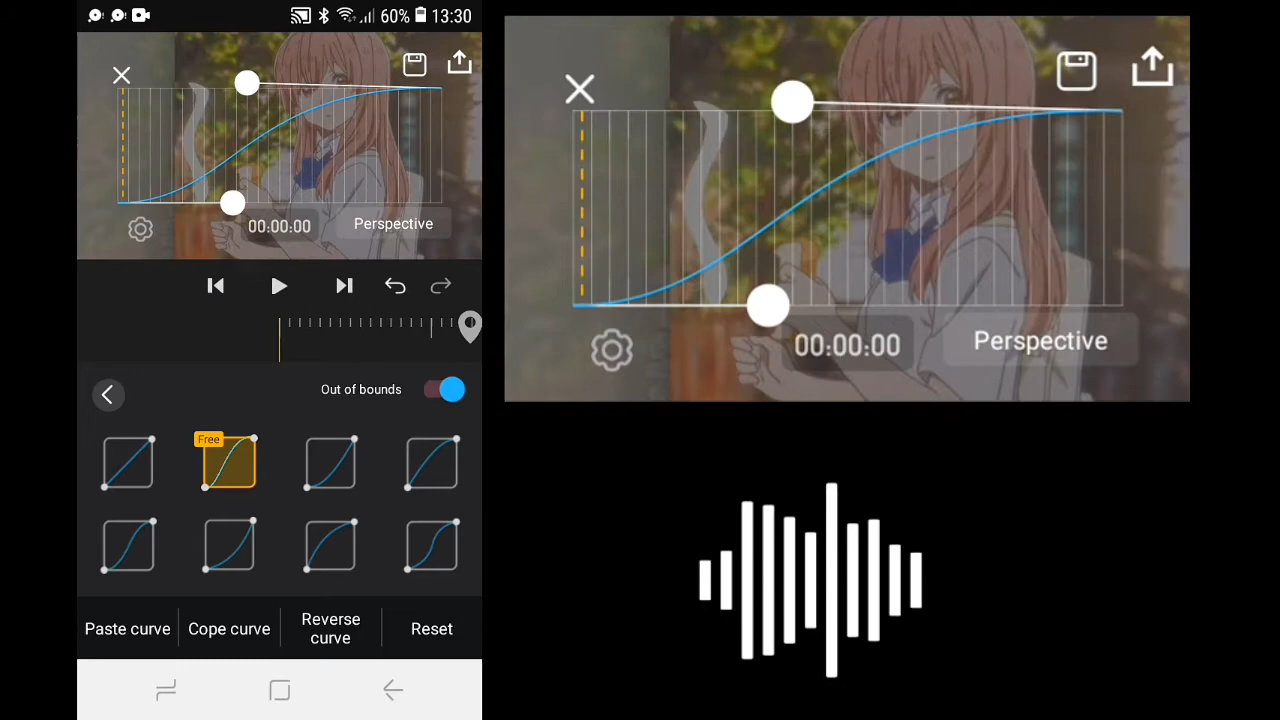 60% 13:30
00:00:00
Perspective
Out of bounds
Free
Paste curve
Cope curve
Reverse
curve
Reset
00:00:00
Perspective